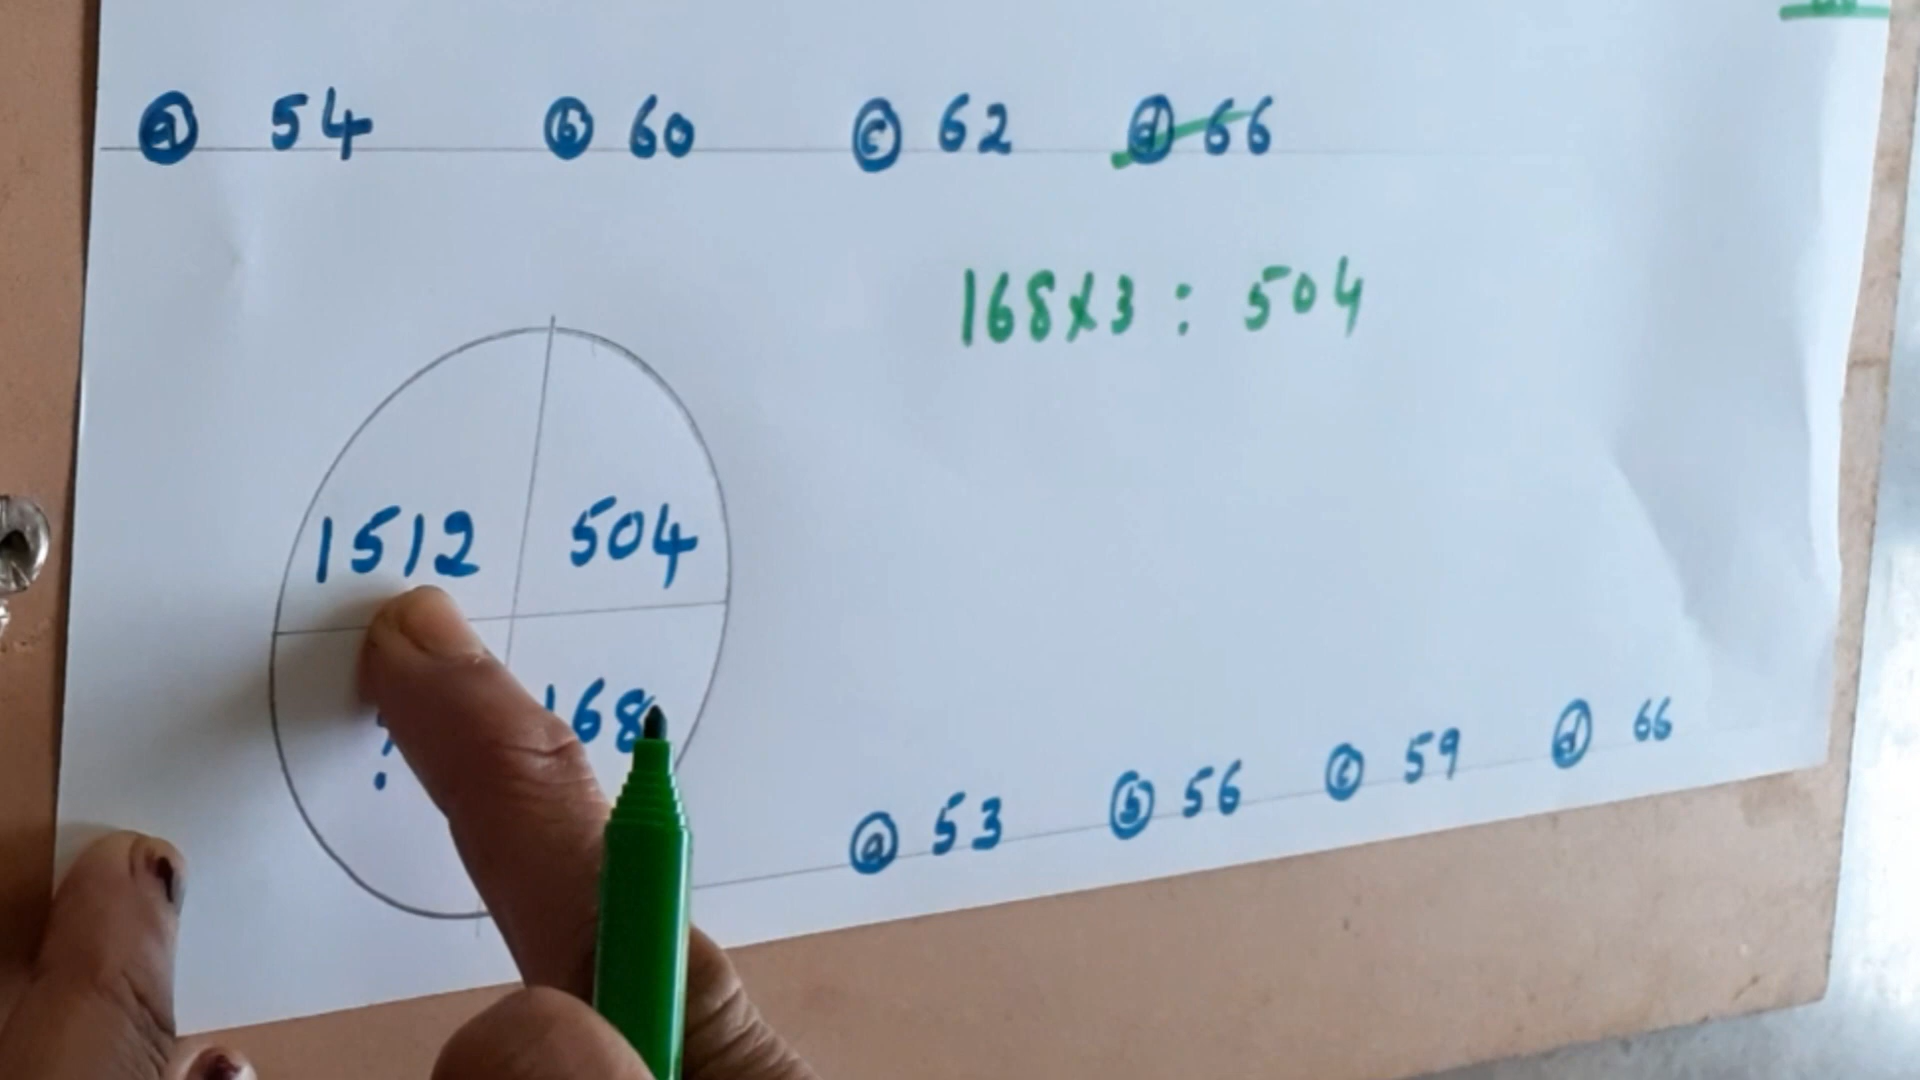 ⓐ 54 ⓑ 60 ⓒ 62 ⓓ 66
168x3 : 504
1512 504
? 168
ⓐ 53 ⓑ 56 ⓒ 59 ⓓ 66